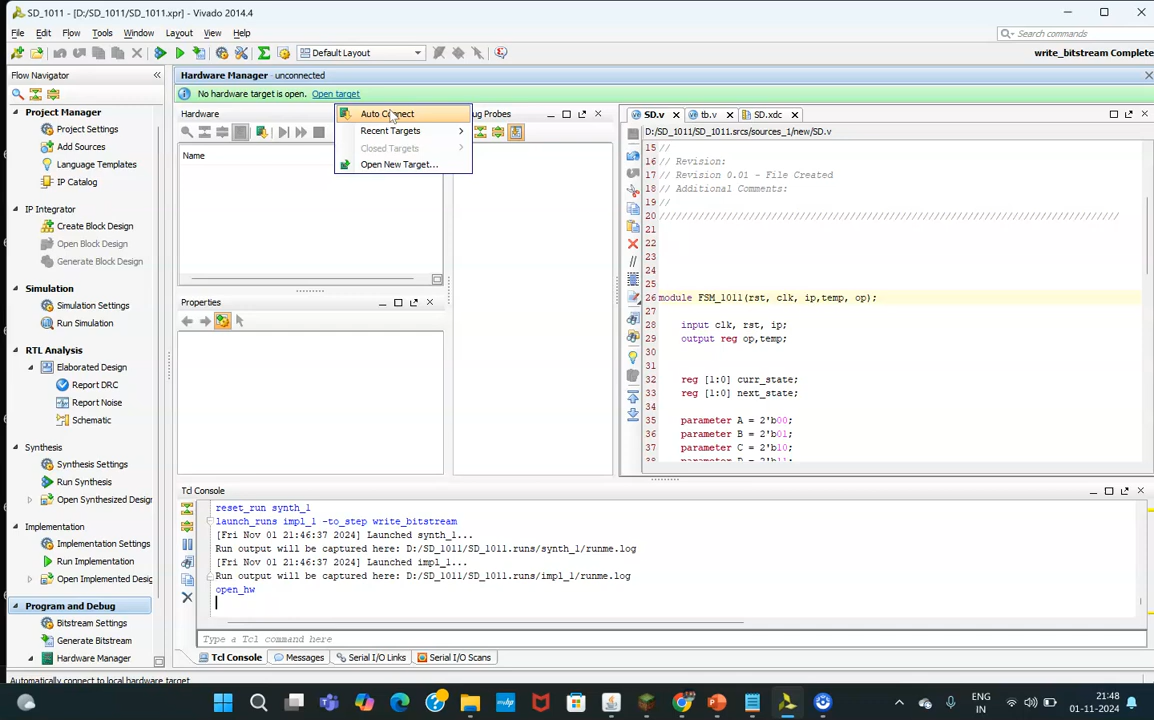 SD_1011 - [D:/SD_1011/SD_1011.xpr] - Vivado 2014.4
File Edit Flow Tools Window Layout View Help
Search commands
Default Layout
write_bitstream Complete
Flow Navigator
Project Manager
Project Settings
Add Sources
Language Templates
IP Catalog
IP Integrator
Create Block Design
Open Block Design
Generate Block Design
Simulation
Simulation Settings
Run Simulation
RTL Analysis
Elaborated Design
Report DRC
Report Noise
Schematic
Synthesis
Synthesis Settings
Run Synthesis
Open Synthesized Desig
Implementation
Implementation Settings
Run Implementation
Open Implemented Desig
Program and Debug
Bitstream Settings
Generate Bitstream
Hardware Manager
Hardware Manager - unconnected
No hardware target is open. Open target
Hardware
Name
Auto Connect
Recent Targets
Closed Targets
Open New Target...
ug Probes
Properties
SD.v
tb.v
SD.xdc
D:/SD_1011/SD_1011.srcs/sources_1/new/SD.v
15 //
16 // Revision:
17 // Revision 0.01 - File Created
18 // Additional Comments:
19 //
20 //////////////////////////////////////////////////////////////////////////////////
21
22
23
24
25
26 module FSM_1011(rst, clk, ip,temp, op);
27
28 input clk, rst, ip;
29 output reg op,temp;
30
31
32 reg [1:0] curr_state;
33 reg [1:0] next_state;
34
35 parameter A = 2'b00;
36 parameter B = 2'b01;
37 parameter C = 2'b10;
38 parameter D = 2'b11;
Tcl Console
reset_run synth_1
launch_runs impl_1 -to_step write_bitstream
[Fri Nov 01 21:46:37 2024] Launched synth_1...
Run output will be captured here: D:/SD_1011/SD_1011.runs/synth_1/runme.log
[Fri Nov 01 21:46:37 2024] Launched impl_1...
Run output will be captured here: D:/SD_1011/SD_1011.runs/impl_1/runme.log
open_hw
Type a Tcl command here
Tcl Console Messages Serial I/O Links Serial I/O Scans
Automatically connect to local hardware target.
ENG
IN
21:48
01-11-2024